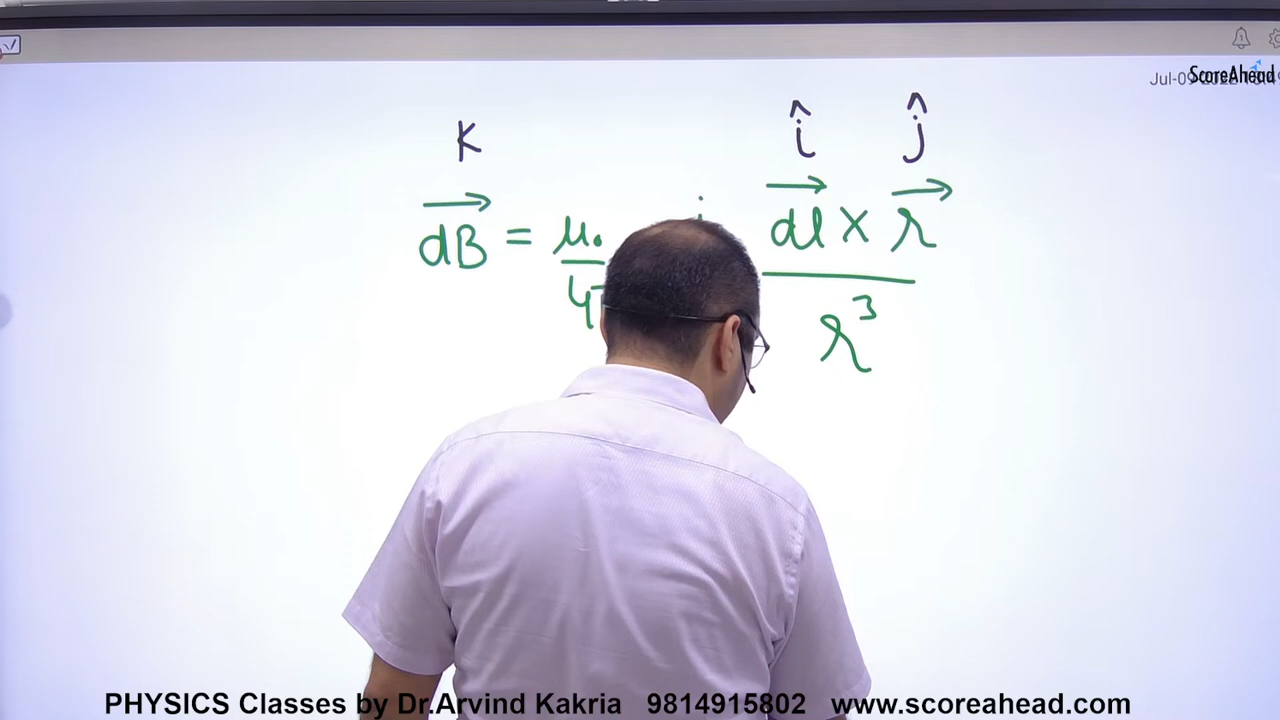 ScoreAhead
K î ĵ
dB⃗ = μ₀ i dl⃗ × r⃗
4 r³
PHYSICS Classes by Dr.Arvind Kakria 9814915802 www.scoreahead.com